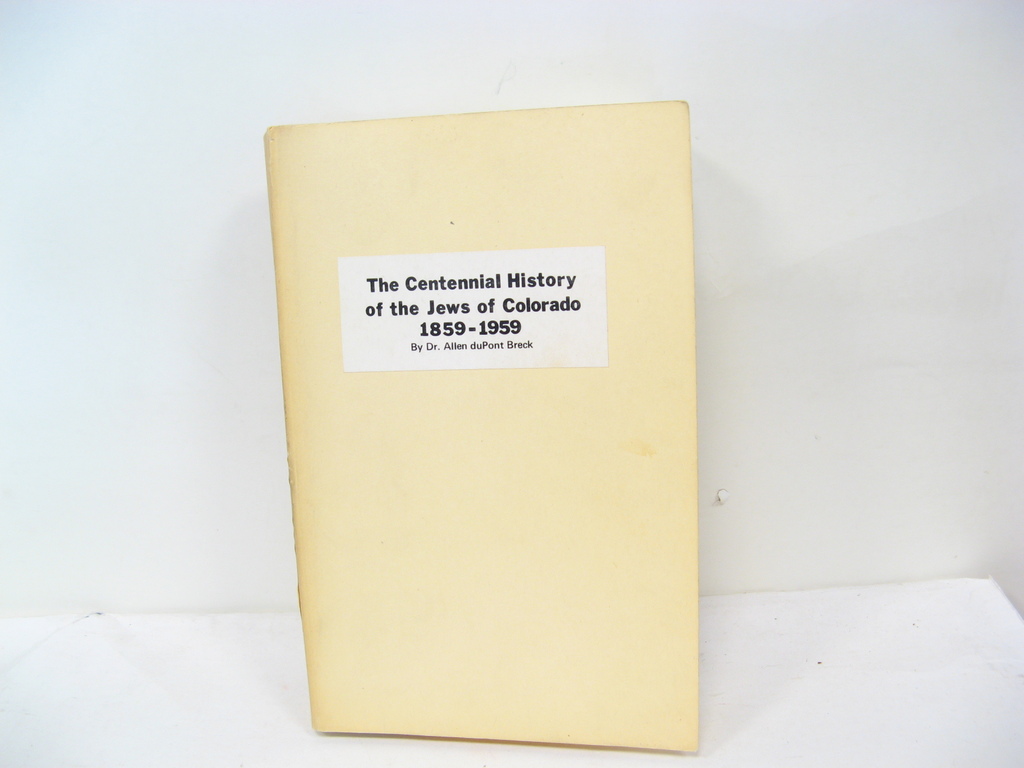 The Centennial History
of the Jews of Colorado
1859-1959
By Dr. Allen duPont Breck